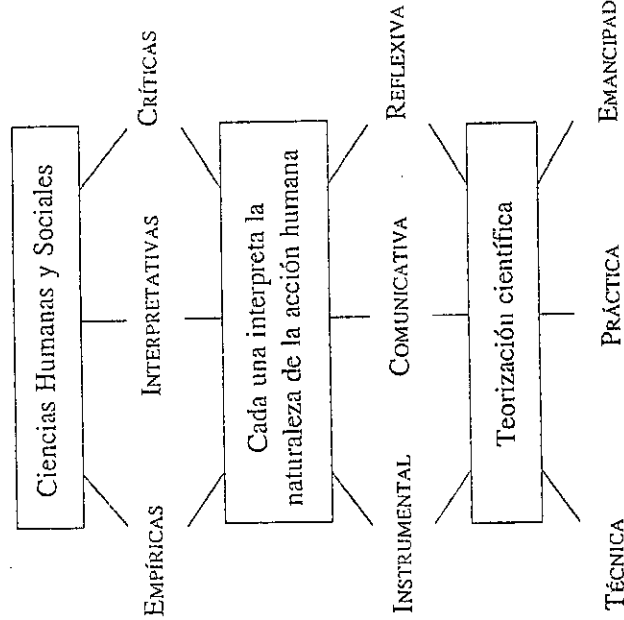 Ciencias Humanas y Sociales
EMPÍRICAS INTERPRETATIVAS CRÍTICAS
Cada una interpreta la
naturaleza de la acción humana
INSTRUMENTAL COMUNICATIVA REFLEXIVA
Teorización científica
TÉCNICA PRÁCTICA EMANCIPAD